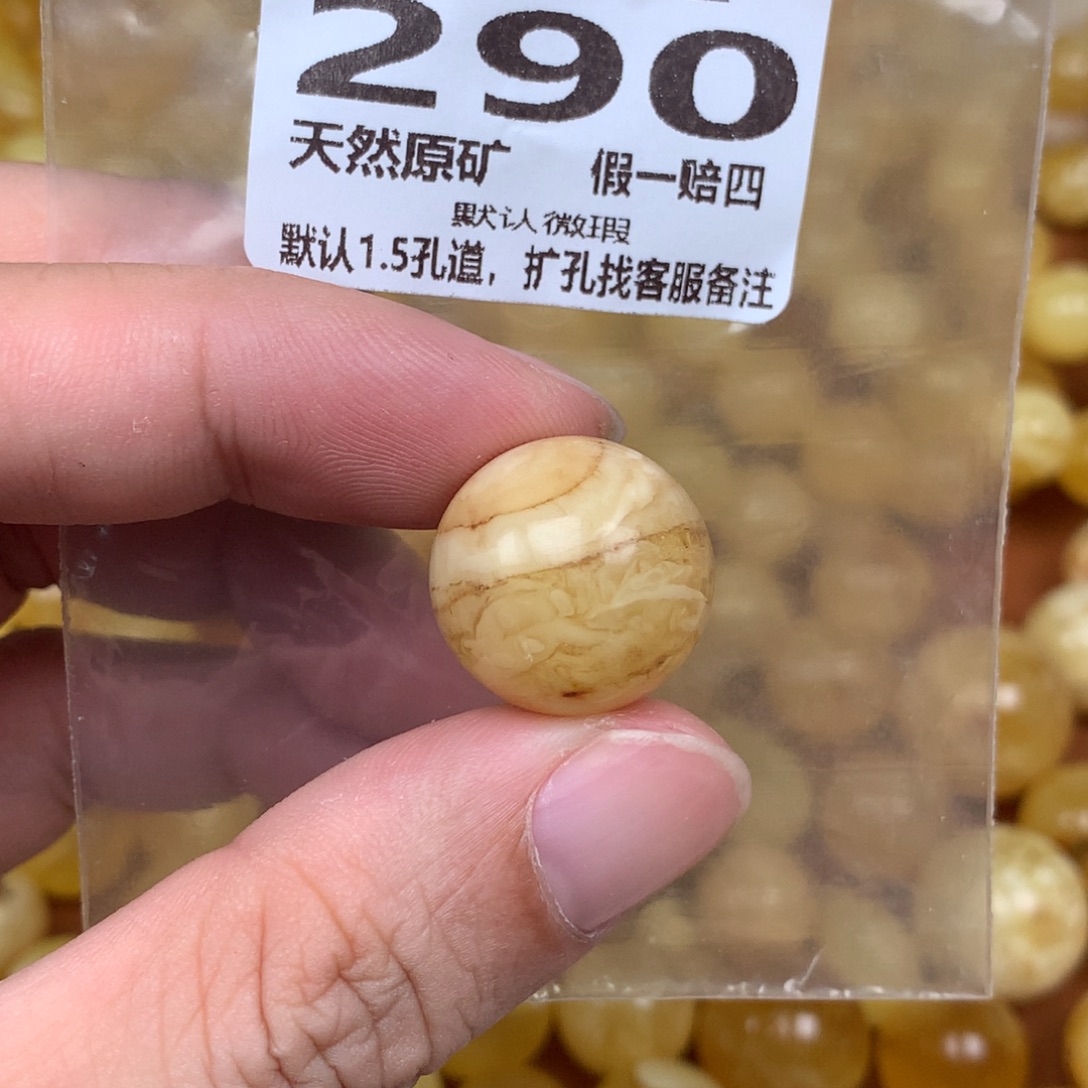 290
天然原矿 假一赔四
默认微瑕
默认1.5孔道，扩孔找客服备注